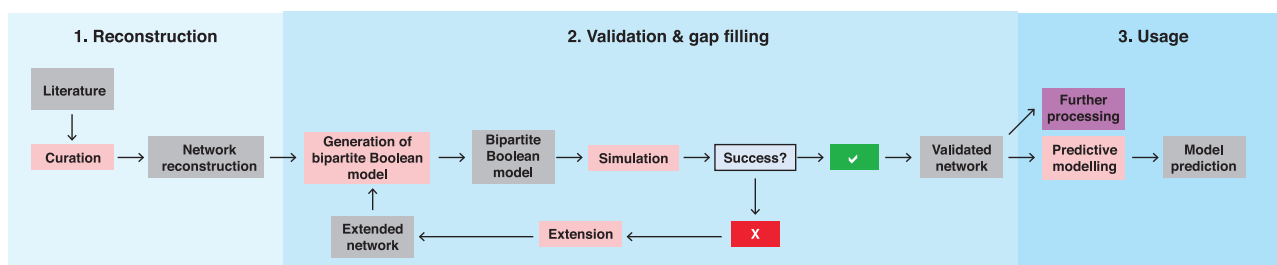 1. Reconstruction
2. Validation & gap filling
3. Usage
Literature
Curation
Network
reconstruction
Generation of
bipartite Boolean
model
Bipartite
Boolean
model
Simulation
Success?
X
Extension
Extended
network
Validated
network
Further
processing
Predictive
modelling
Model
prediction